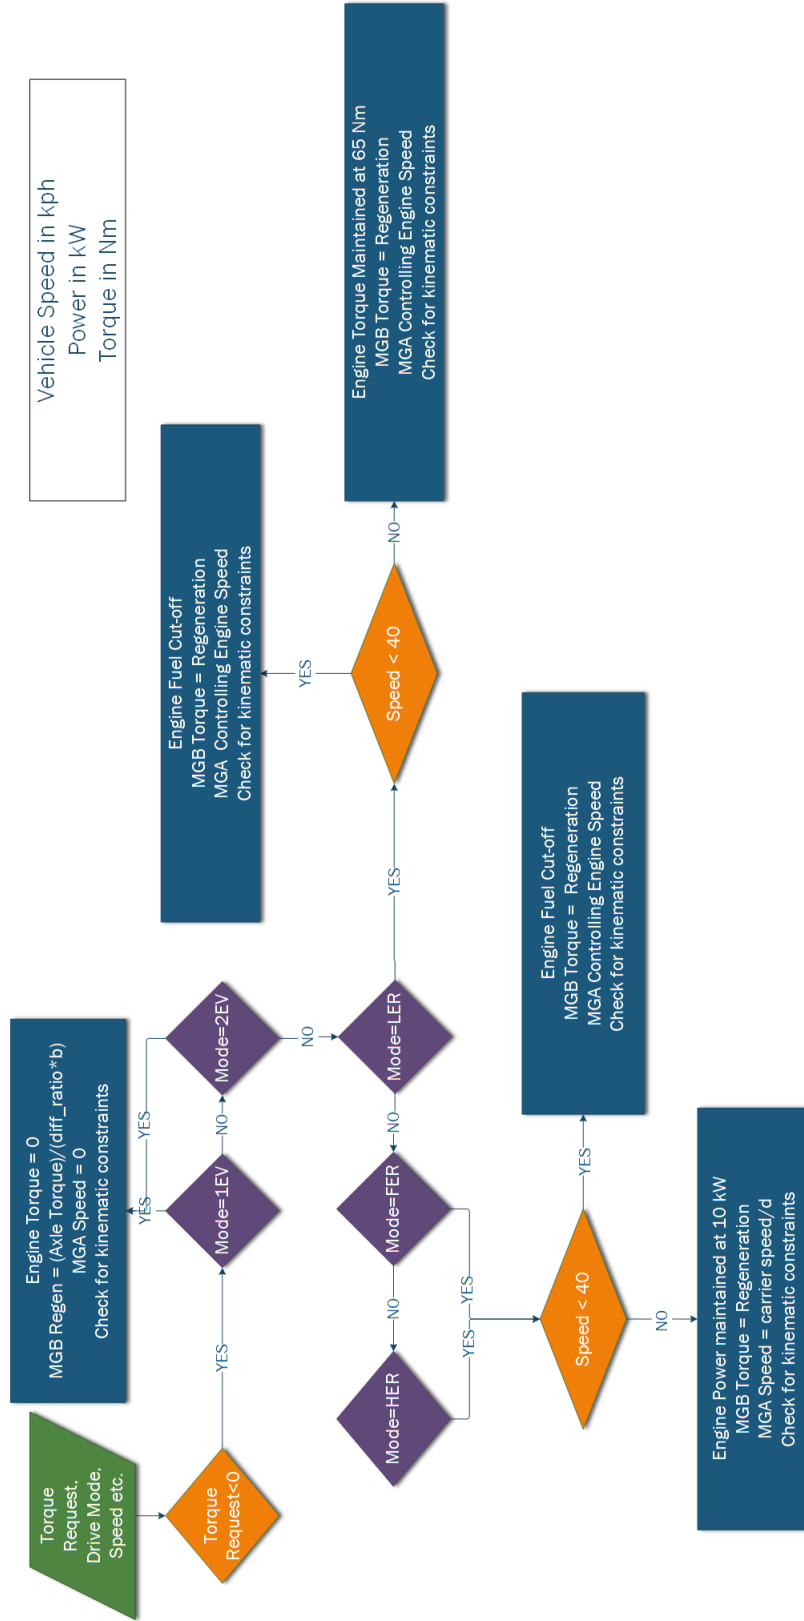 Torque
Request,
Drive Mode,
Speed etc.
Torque
Request<0
YES
Mode=1EV
YES
NO
Mode=2EV
YES
Engine Torque = 0
MGB Regen = (Axle Torque)/(diff_ratio*b)
MGA Speed = 0
Check for kinematic constraints
NO
Mode=LER
YES
Speed < 40
YES
Engine Fuel Cut-off
MGB Torque = Regeneration
MGA Controlling Engine Speed
Check for kinematic constraints
NO
Engine Torque Maintained at 65 Nm
MGB Torque = Regeneration
MGA Controlling Engine Speed
Check for kinematic constraints
NO
Mode=FER
YES
NO
Mode=HER
YES
Speed < 40
YES
Engine Fuel Cut-off
MGB Torque = Regeneration
MGA Controlling Engine Speed
Check for kinematic constraints
NO
Engine Power maintained at 10 kW
MGB Torque = Regeneration
MGA Speed = carrier speed/d
Check for kinematic constraints
Vehicle Speed in kph
Power in kW
Torque in Nm